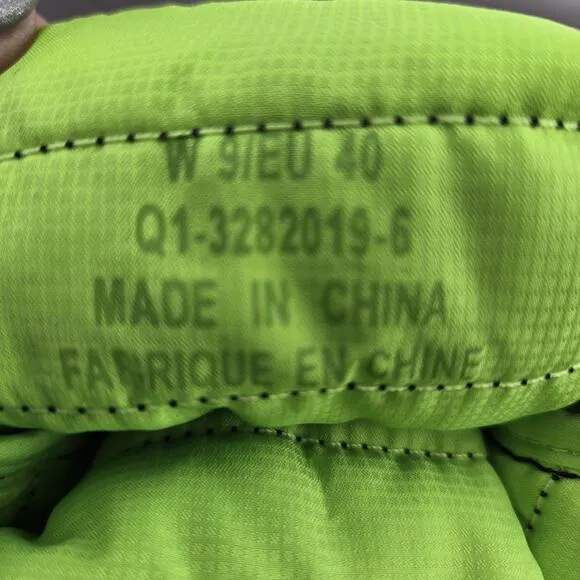 W 9/EU 40
Q1-3282019-6
MADE IN CHINA
FABRIQUE EN CHINE